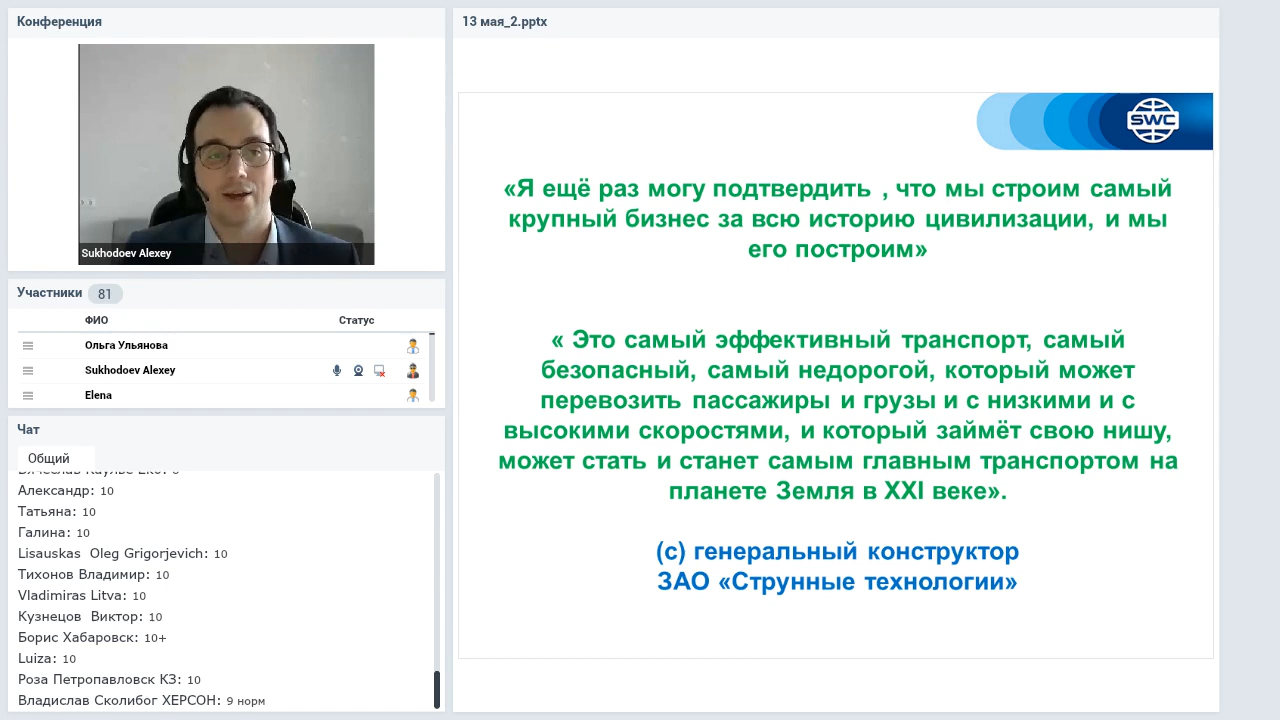 Конференция
Sukhodoev Alexey
Участники 81
ФИО Статус
Ольга Ульянова
Sukhodoev Alexey
Elena
Чат
Общий
Александр: 10
Татьяна: 10
Галина: 10
Lisauskas Oleg Grigorjevich: 10
Тихонов Владимир: 10
Vladimiras Litva: 10
Кузнецов Виктор: 10
Борис Хабаровск: 10+
Luiza: 10
Роза Петропавловск КЗ: 10
Владислав Сколибог ХЕРСОН: 9 норм
13 мая_2.pptx
SWC
«Я ещё раз могу подтвердить , что мы строим самый
крупный бизнес за всю историю цивилизации, и мы
его построим»
« Это самый эффективный транспорт, самый
безопасный, самый недорогой, который может
перевозить пассажиры и грузы и с низкими и с
высокими скоростями, и который займёт свою нишу,
может стать и станет самым главным транспортом на
планете Земля в XXI веке».
(с) генеральный конструктор
ЗАО «Струнные технологии»